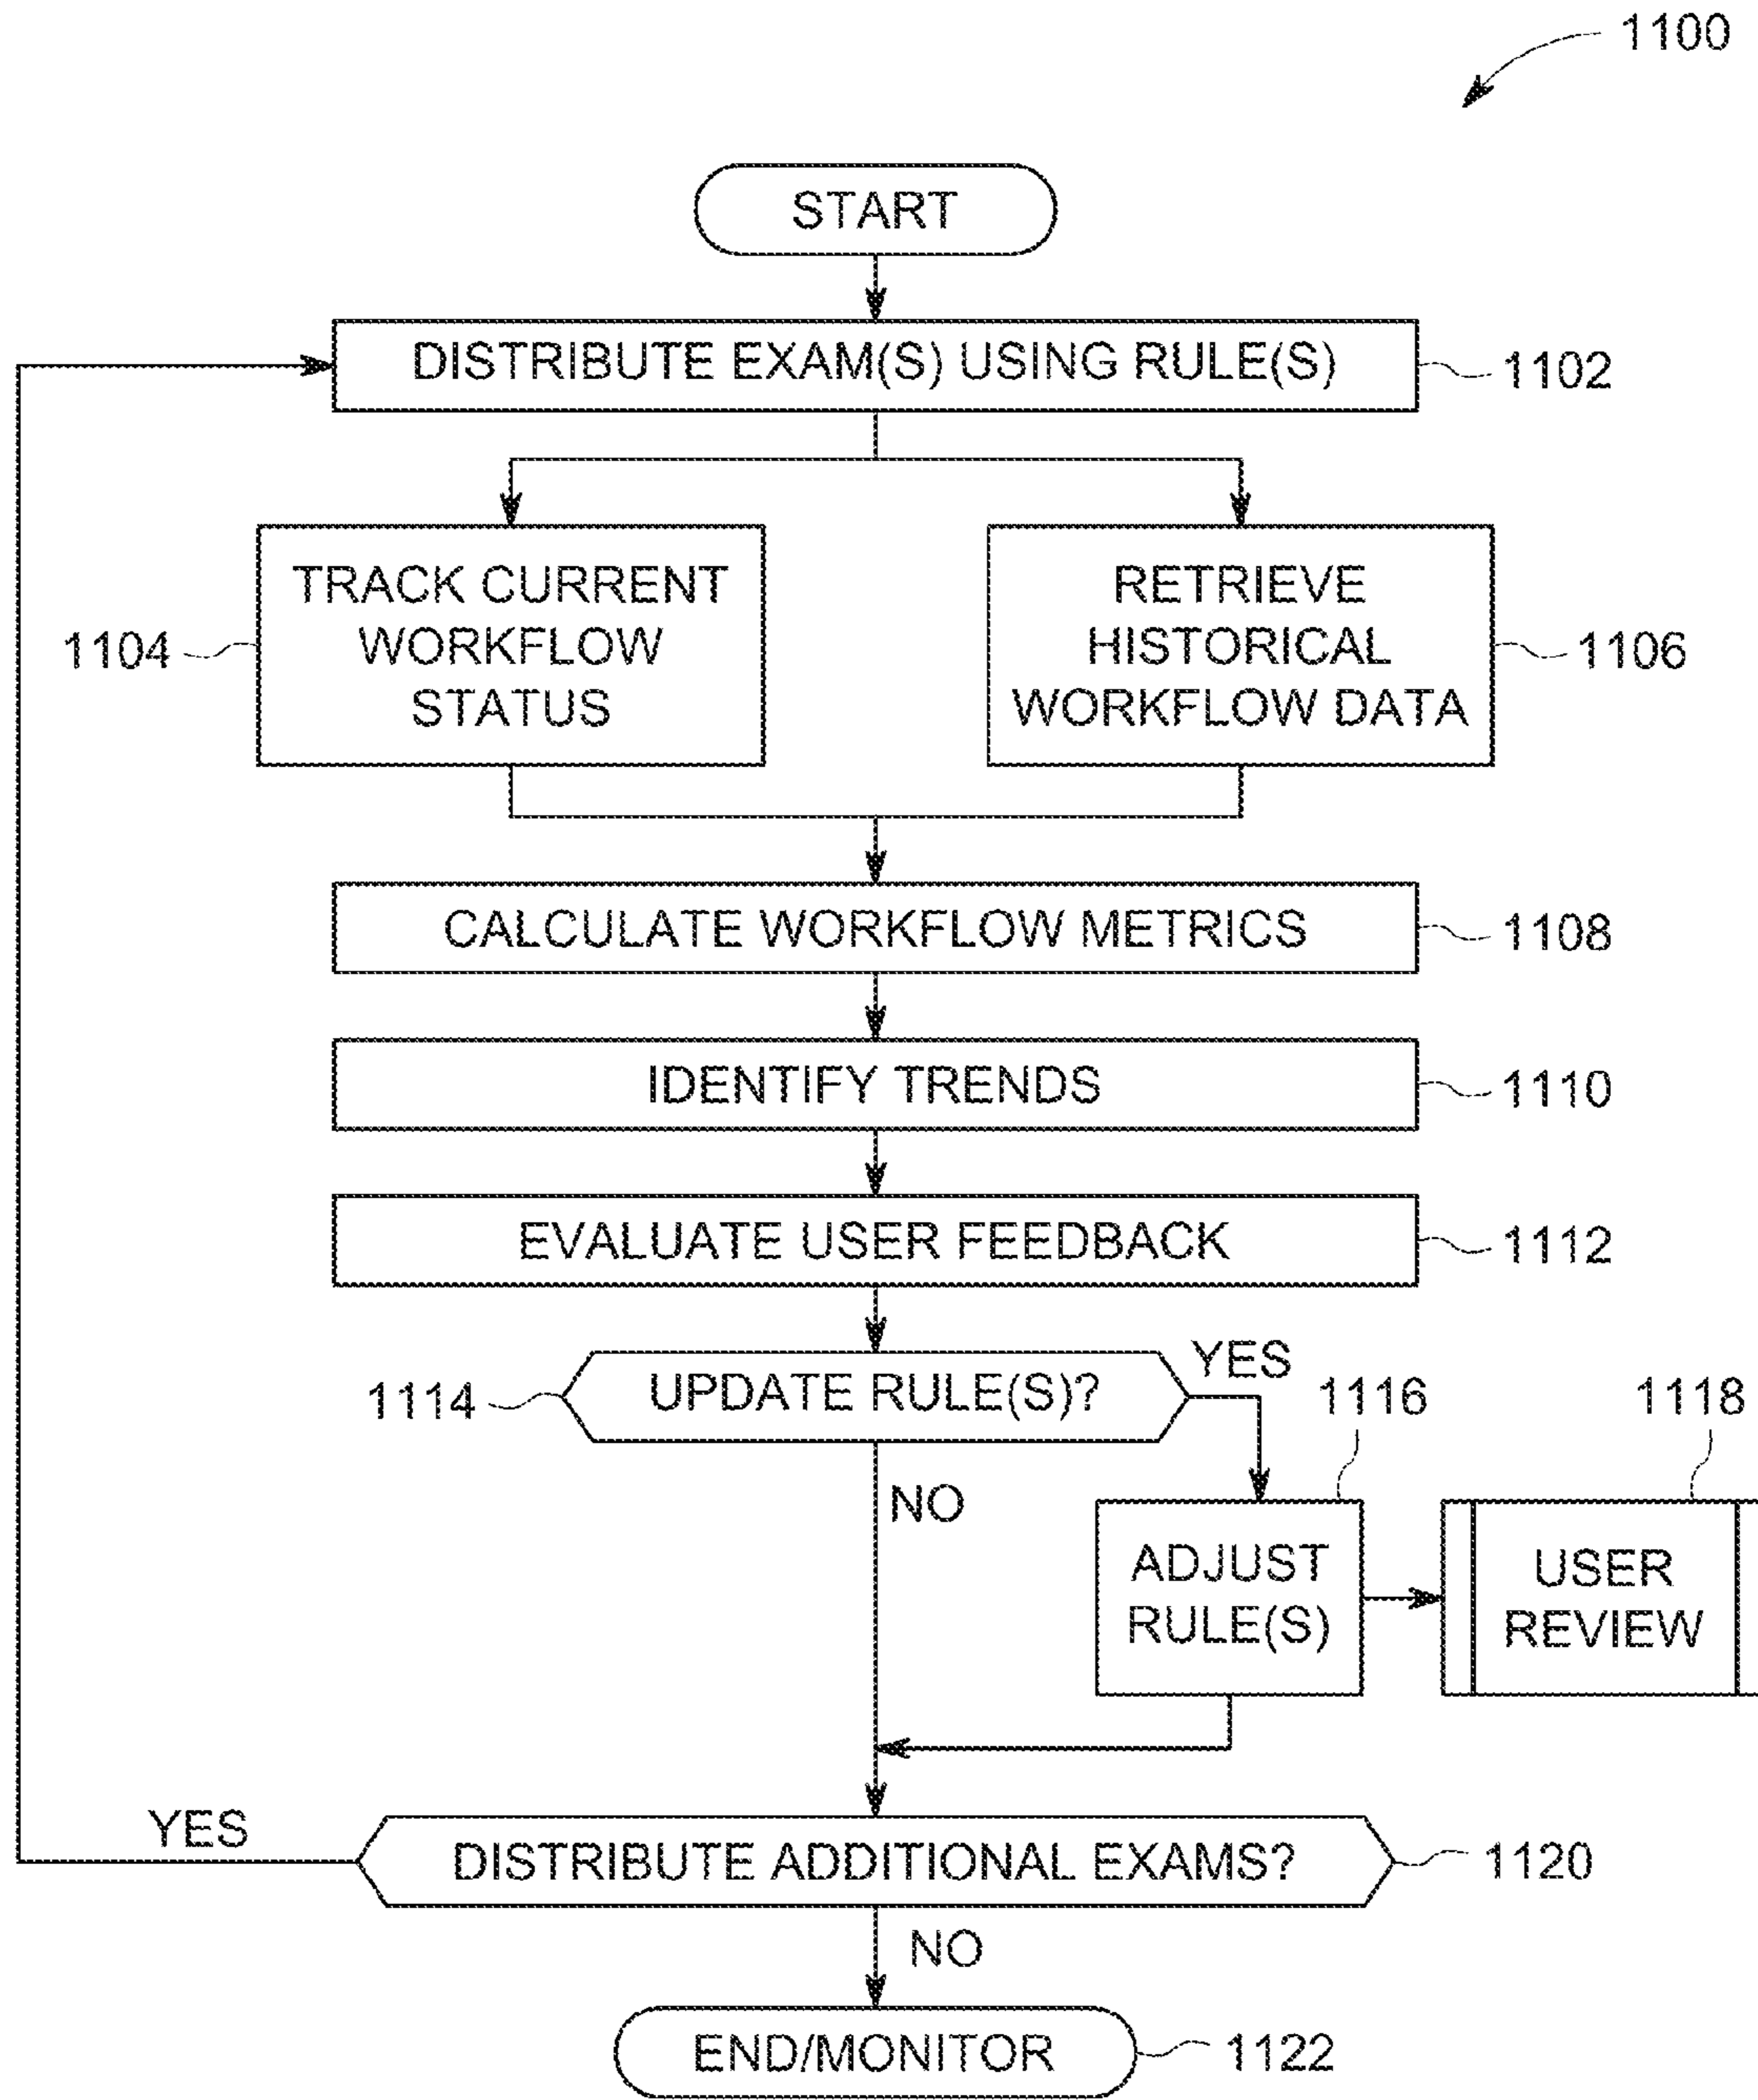 1100
START
DISTRIBUTE EXAM(S) USING RULE(S)
1102
TRACK CURRENT
WORKFLOW
STATUS
1104
RETRIEVE
HISTORICAL
WORKFLOW DATA
1106
CALCULATE WORKFLOW METRICS
1108
IDENTIFY TRENDS
1110
EVALUATE USER FEEDBACK
1112
UPDATE RULE(S)?
1114
YES
NO
1116
ADJUST
RULE(S)
1118
USER
REVIEW
YES
DISTRIBUTE ADDITIONAL EXAMS?
1120
NO
END/MONITOR
1122